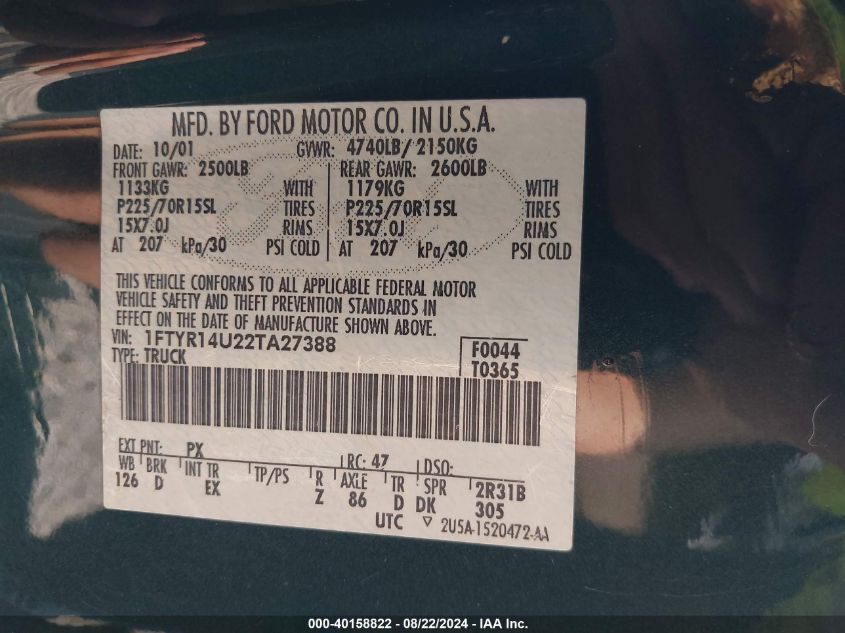 MFD. BY FORD MOTOR CO. IN U.S.A.
DATE: 10/01 GVWR: 4740LB/ 2150KG
FRONT GAWR: 2500LB REAR GAWR: 2600LB
1133KG WITH 1179KG WITH
P225/70R15SL TIRES P225/70R15SL TIRES
15X7.0J RIMS 15X7.0J RIMS
AT 207 kPa/30 PSI COLD AT 207 kPa/30 PSI COLD
THIS VEHICLE CONFORMS TO ALL APPLICABLE FEDERAL MOTOR
VEHICLE SAFETY AND THEFT PREVENTION STANDARDS IN
EFFECT ON THE DATE OF MANUFACTURE SHOWN ABOVE.
VIN: 1FTYR14U22TA27388 F0044
TYPE: TRUCK T0365
EXT PNT: PX RC: 47 DSO:
WB BRK INT TR TP/PS R AXLE TR SPR 2R31B
126 D EX Z 86 D DK 305
UTC ▽ 2U5A-1520472-AA
000-40158822 - 08/22/2024 - IAA Inc.